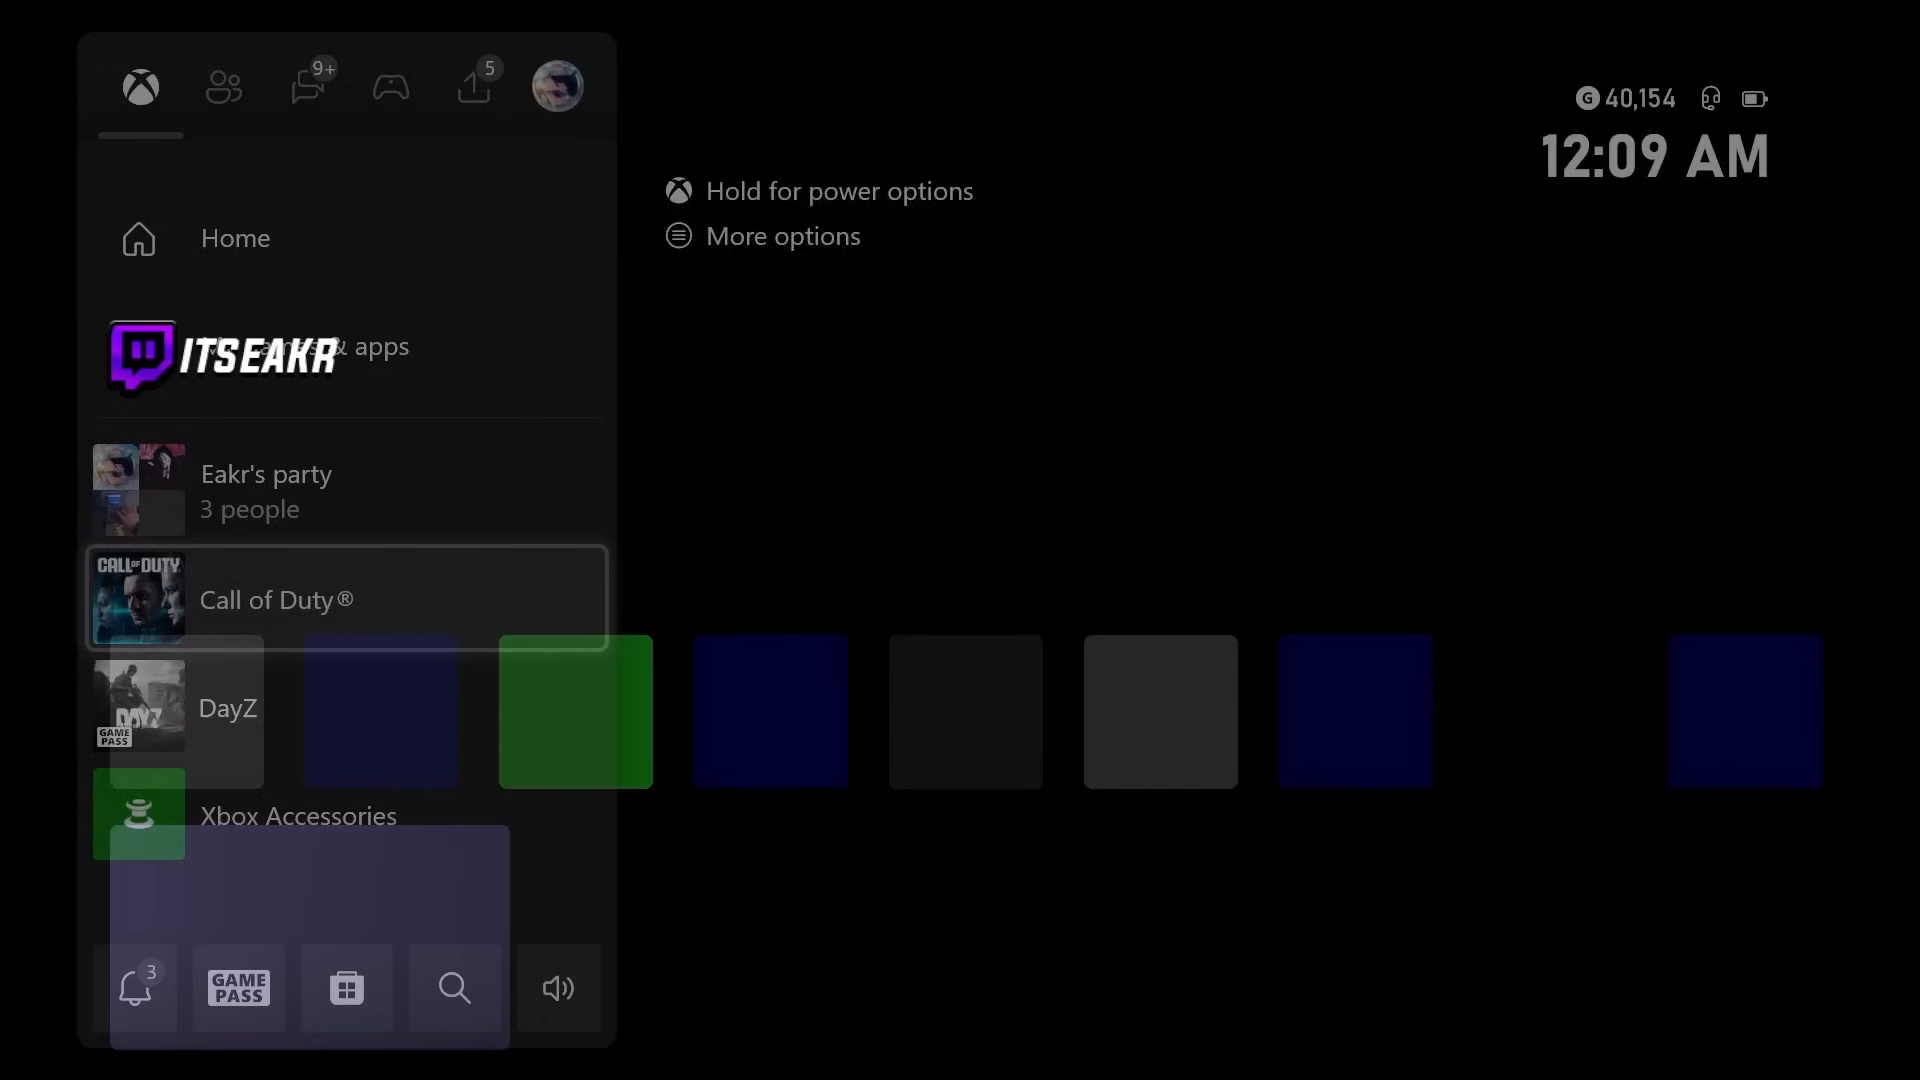 9+
5
40,154
12:09 AM
Hold for power options
More options
Home
ITSEAKR
& apps
Eakr's party
3 people
CALL OF DUTY
Call of Duty®
DAYZ
GAME PASS
DayZ
Xbox Accessories
3
GAME PASS